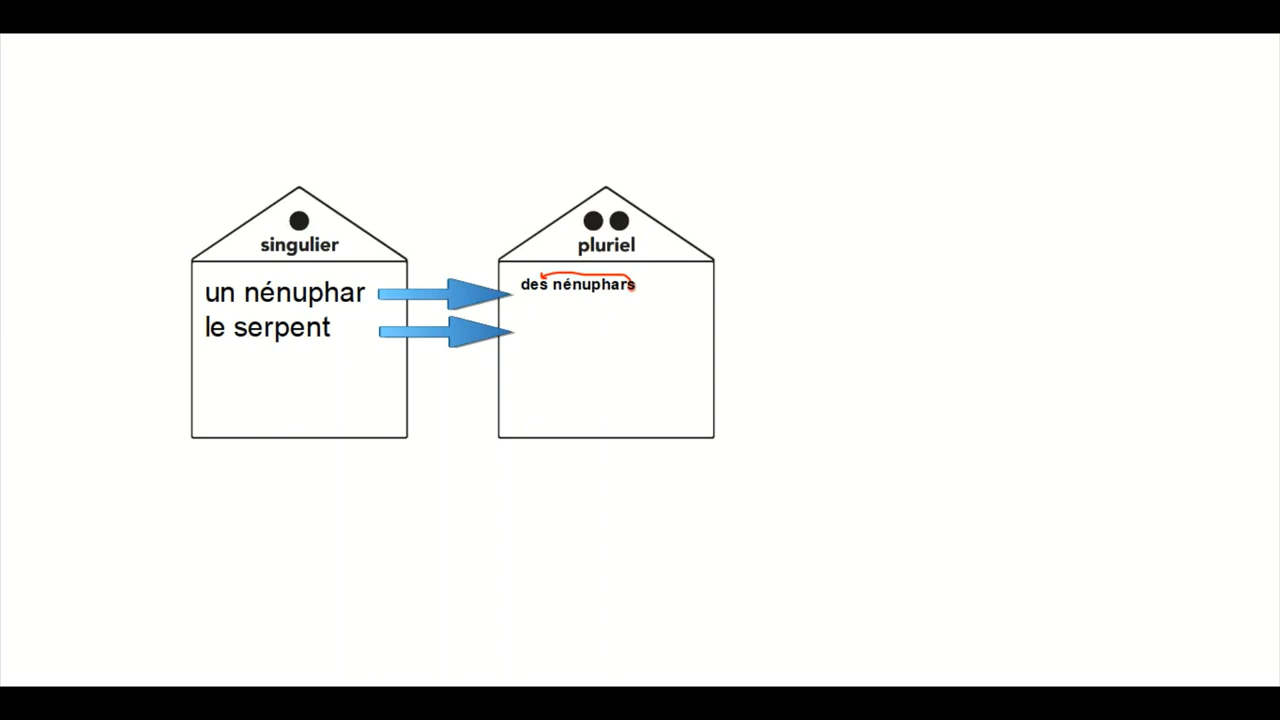 singulier
un nénuphar
le serpent
pluriel
des nénuphars